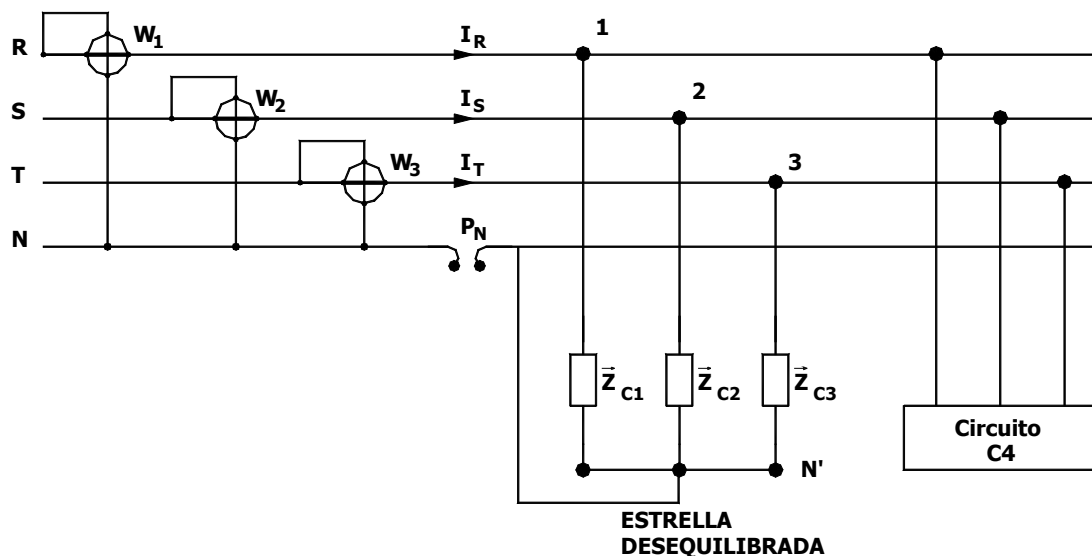 R W1 IR 1
S W2 IS 2
T W3 IT 3
N PN
Z⃗C1 Z⃗C2 Z⃗C3
Circuito
C4
N'
ESTRELLA
DESEQUILIBRADA